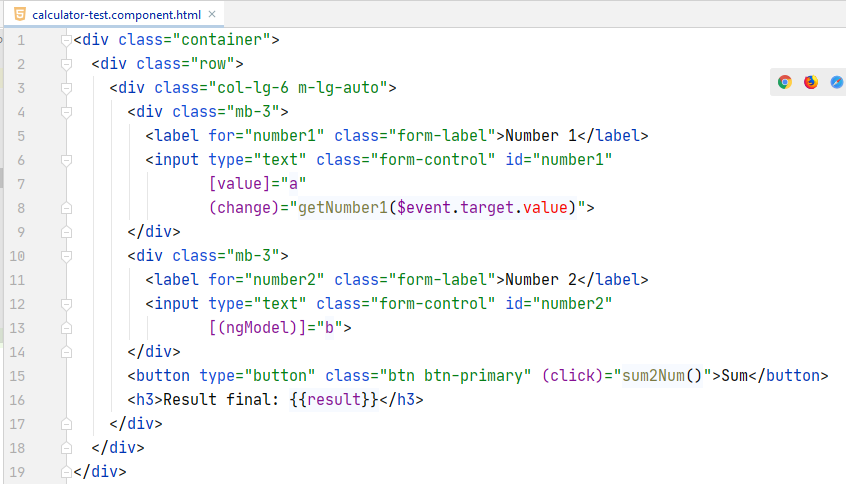 calculator-test.component.html
1 <div class="container">
2 <div class="row">
3 <div class="col-lg-6 m-lg-auto">
4 <div class="mb-3">
5 <label for="number1" class="form-label">Number 1</label>
6 <input type="text" class="form-control" id="number1"
7 [value]="a"
8 (change)="getNumber1($event.target.value)">
9 </div>
10 <div class="mb-3">
11 <label for="number2" class="form-label">Number 2</label>
12 <input type="text" class="form-control" id="number2"
13 [(ngModel)]="b">
14 </div>
15 <button type="button" class="btn btn-primary" (click)="sum2Num()">Sum</button>
16 <h3>Result final: {{result}}</h3>
17 </div>
18 </div>
19 </div>